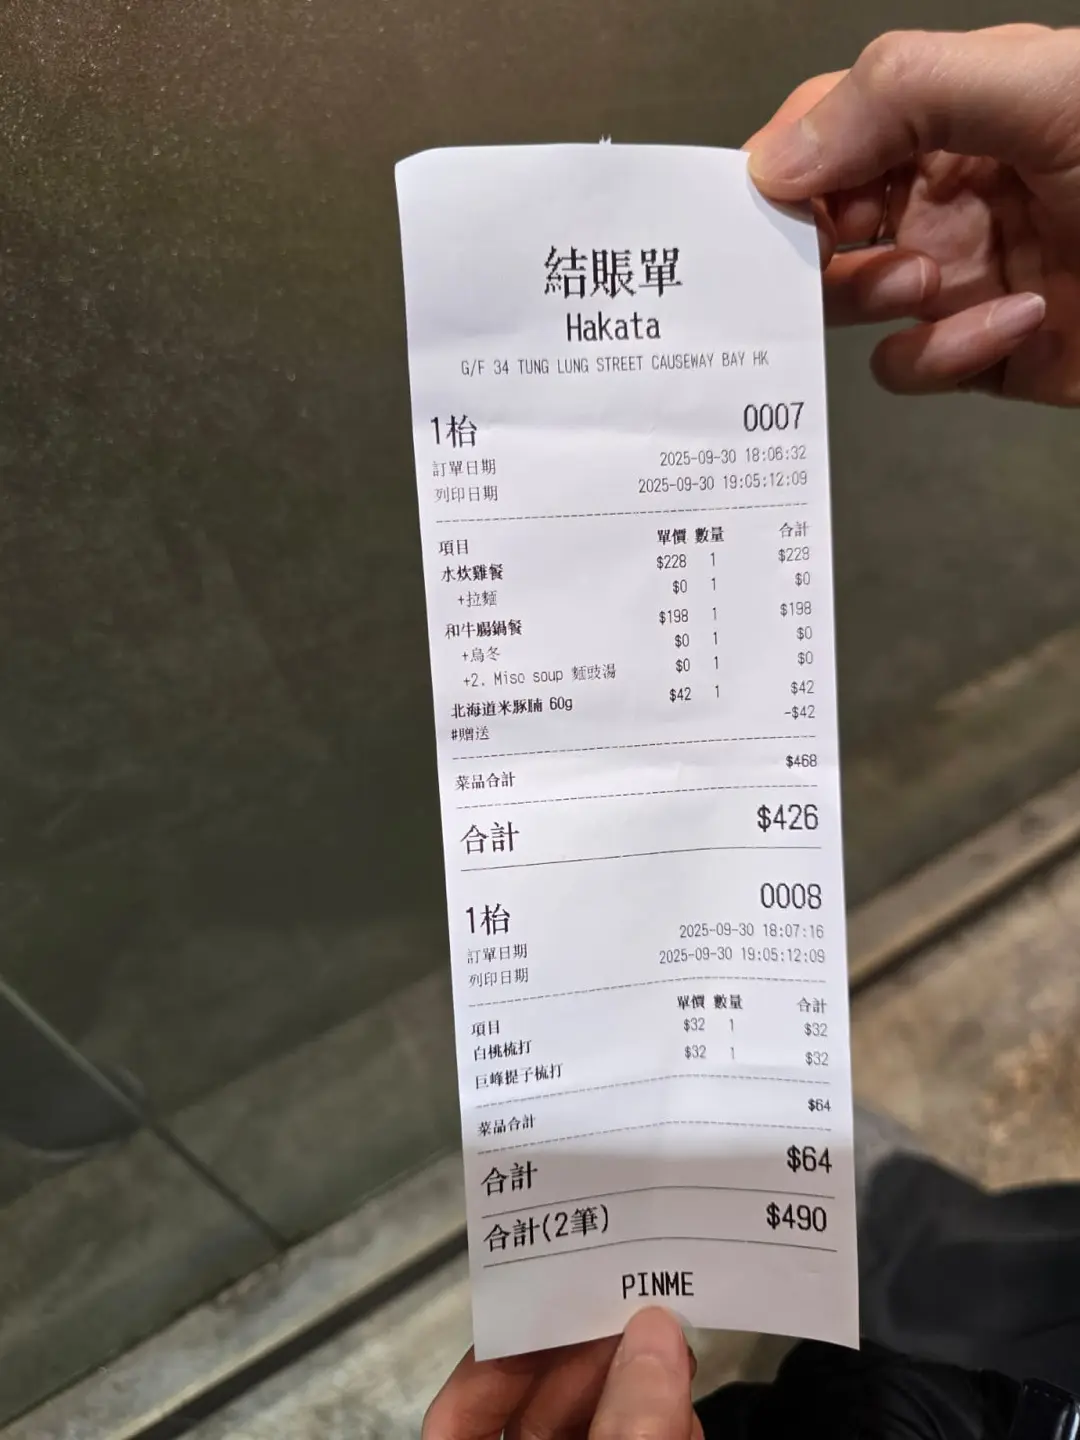 結賬單
Hakata
G/F 34 TUNG LUNG STREET CAUSEWAY BAY HK
1枱 0007
訂單日期 2025-09-30 18:06:32
列印日期 2025-09-30 19:05:12:09
項目 單價 數量 合計
水炊雞餐 $228 1 $228
+拉麵 $0 1 $0
和牛腸鍋餐 $198 1 $198
+烏冬 $0 1 $0
+2. Miso soup 麵豉湯 $0 1 $0
北海道米豚腩 60g $42 1 $42
#贈送 -$42
菜品合計 $468
合計 $426
1枱 0008
訂單日期 2025-09-30 18:07:16
列印日期 2025-09-30 19:05:12:09
項目 單價 數量 合計
白桃梳打 $32 1 $32
巨峰提子梳打 $32 1 $32
菜品合計 $64
合計 $64
合計(2筆) $490
PINME